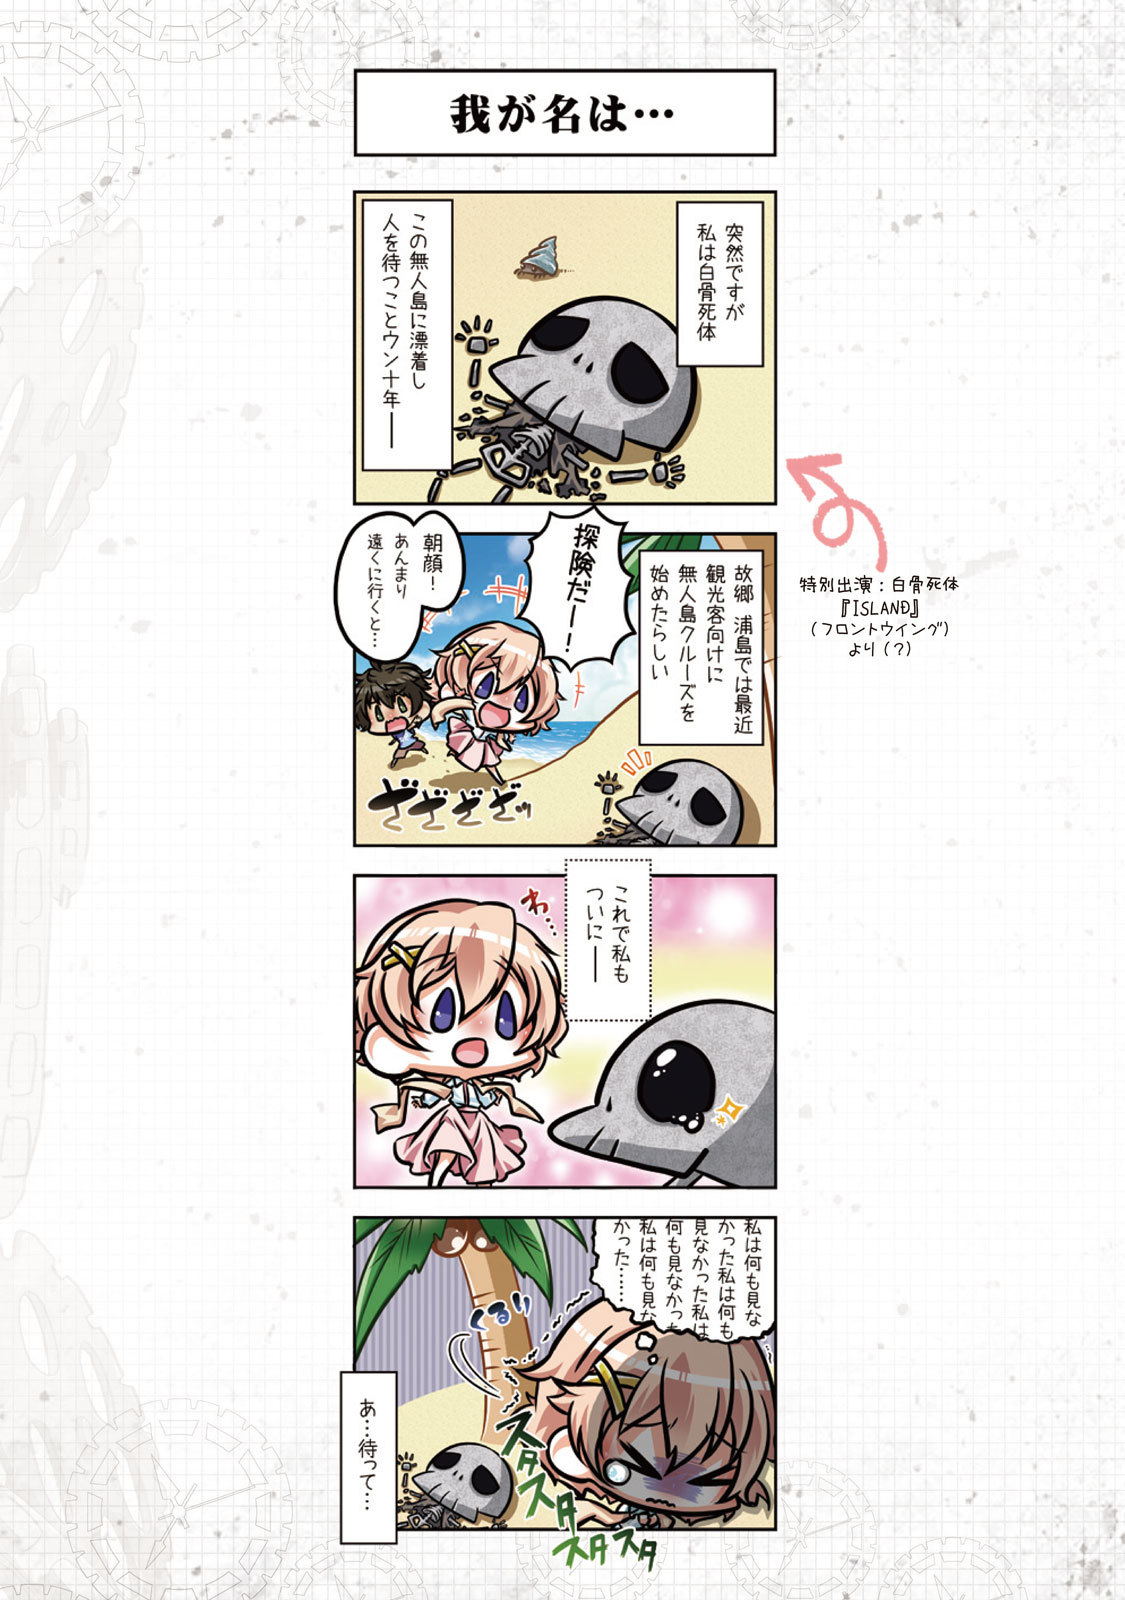 我が名は…
突然ですが
私は白骨死体
この無人島に漂着し
人を待つことウン十年――
特別出演：白骨死体
『ISLAND』
（フロントウイング）
より（？）
故郷 浦島では最近
観光客向けに
無人島クルーズを
始めたらしい
探険だー！
朝顔！
あんまり
遠くに行くと…
ざざざざッ
これで私も
ついに――
わ…
私は何も見な
かった私は何も
見なかった私は
何も見なかった
私は何も見な
かった……
くるり
スタ
スタ
スタ
スタ
あ…待って…